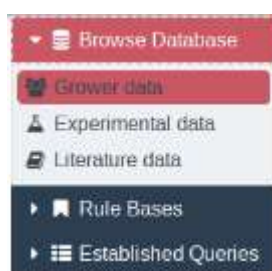 Browse Database
Grower data
Experimental data
Literature data
Rule Bases
Established Queries